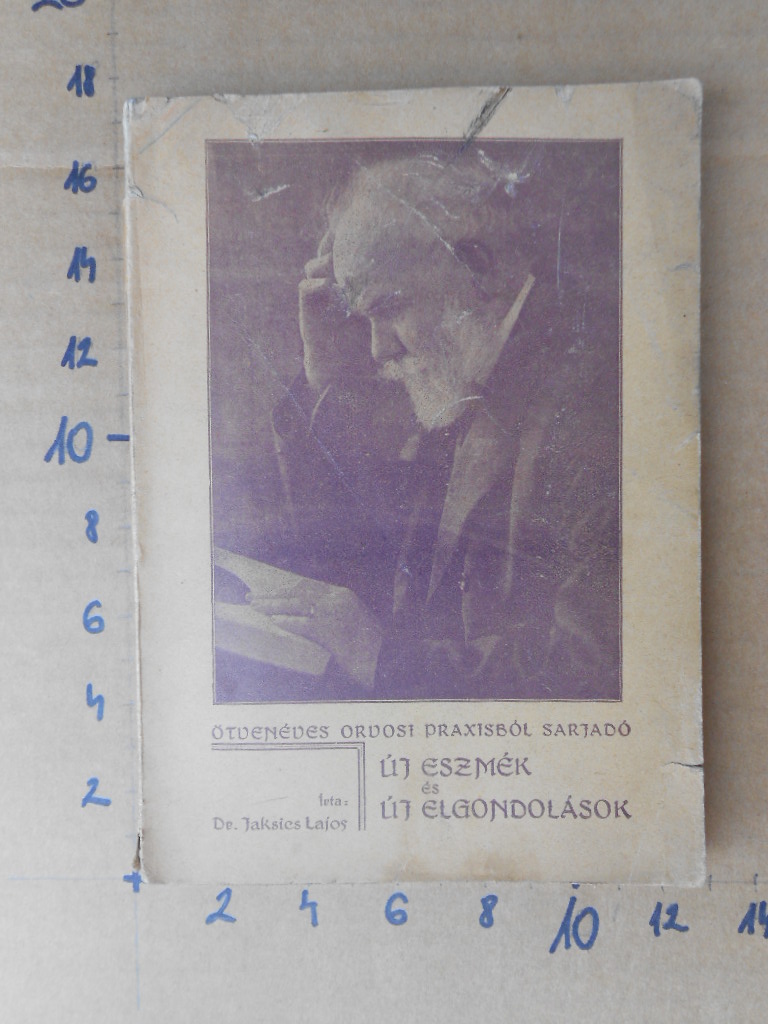 20
18
16
14
12
10
8
6
4
2
ÖTVENÉVES ORVOSI PRAXISBÓL SARJADÓ
ÚJ ESZMÉK
és
ÚJ ELGONDOLÁSOK
Írta:
Dr. Jaksics Lajos
2 4 6 8 10 12 14